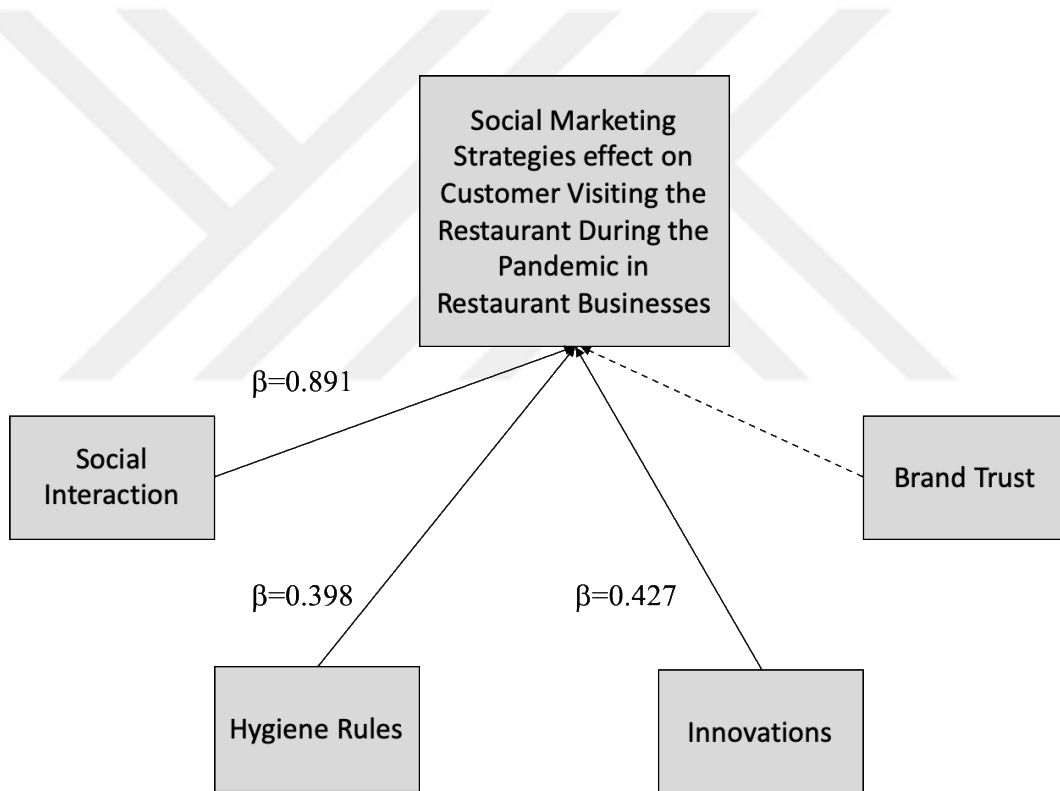 Social Marketing
Strategies effect on
Customer Visiting the
Restaurant During the
Pandemic in
Restaurant Businesses
β=0.891
Social
Interaction
Brand Trust
β=0.398
β=0.427
Hygiene Rules
Innovations